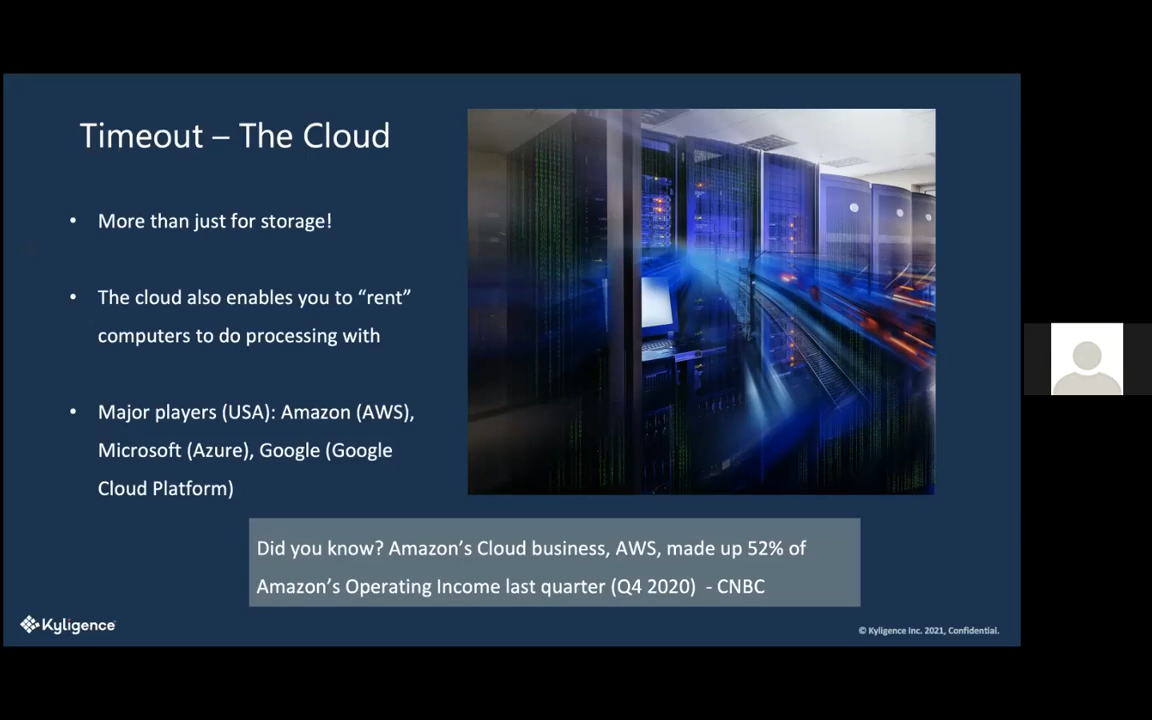 Timeout – The Cloud
• More than just for storage!
• The cloud also enables you to “rent”
computers to do processing with
• Major players (USA): Amazon (AWS),
Microsoft (Azure), Google (Google
Cloud Platform)
Did you know? Amazon’s Cloud business, AWS, made up 52% of
Amazon’s Operating Income last quarter (Q4 2020)  - CNBC
Kyligence
© Kyligence Inc. 2021, Confidential.